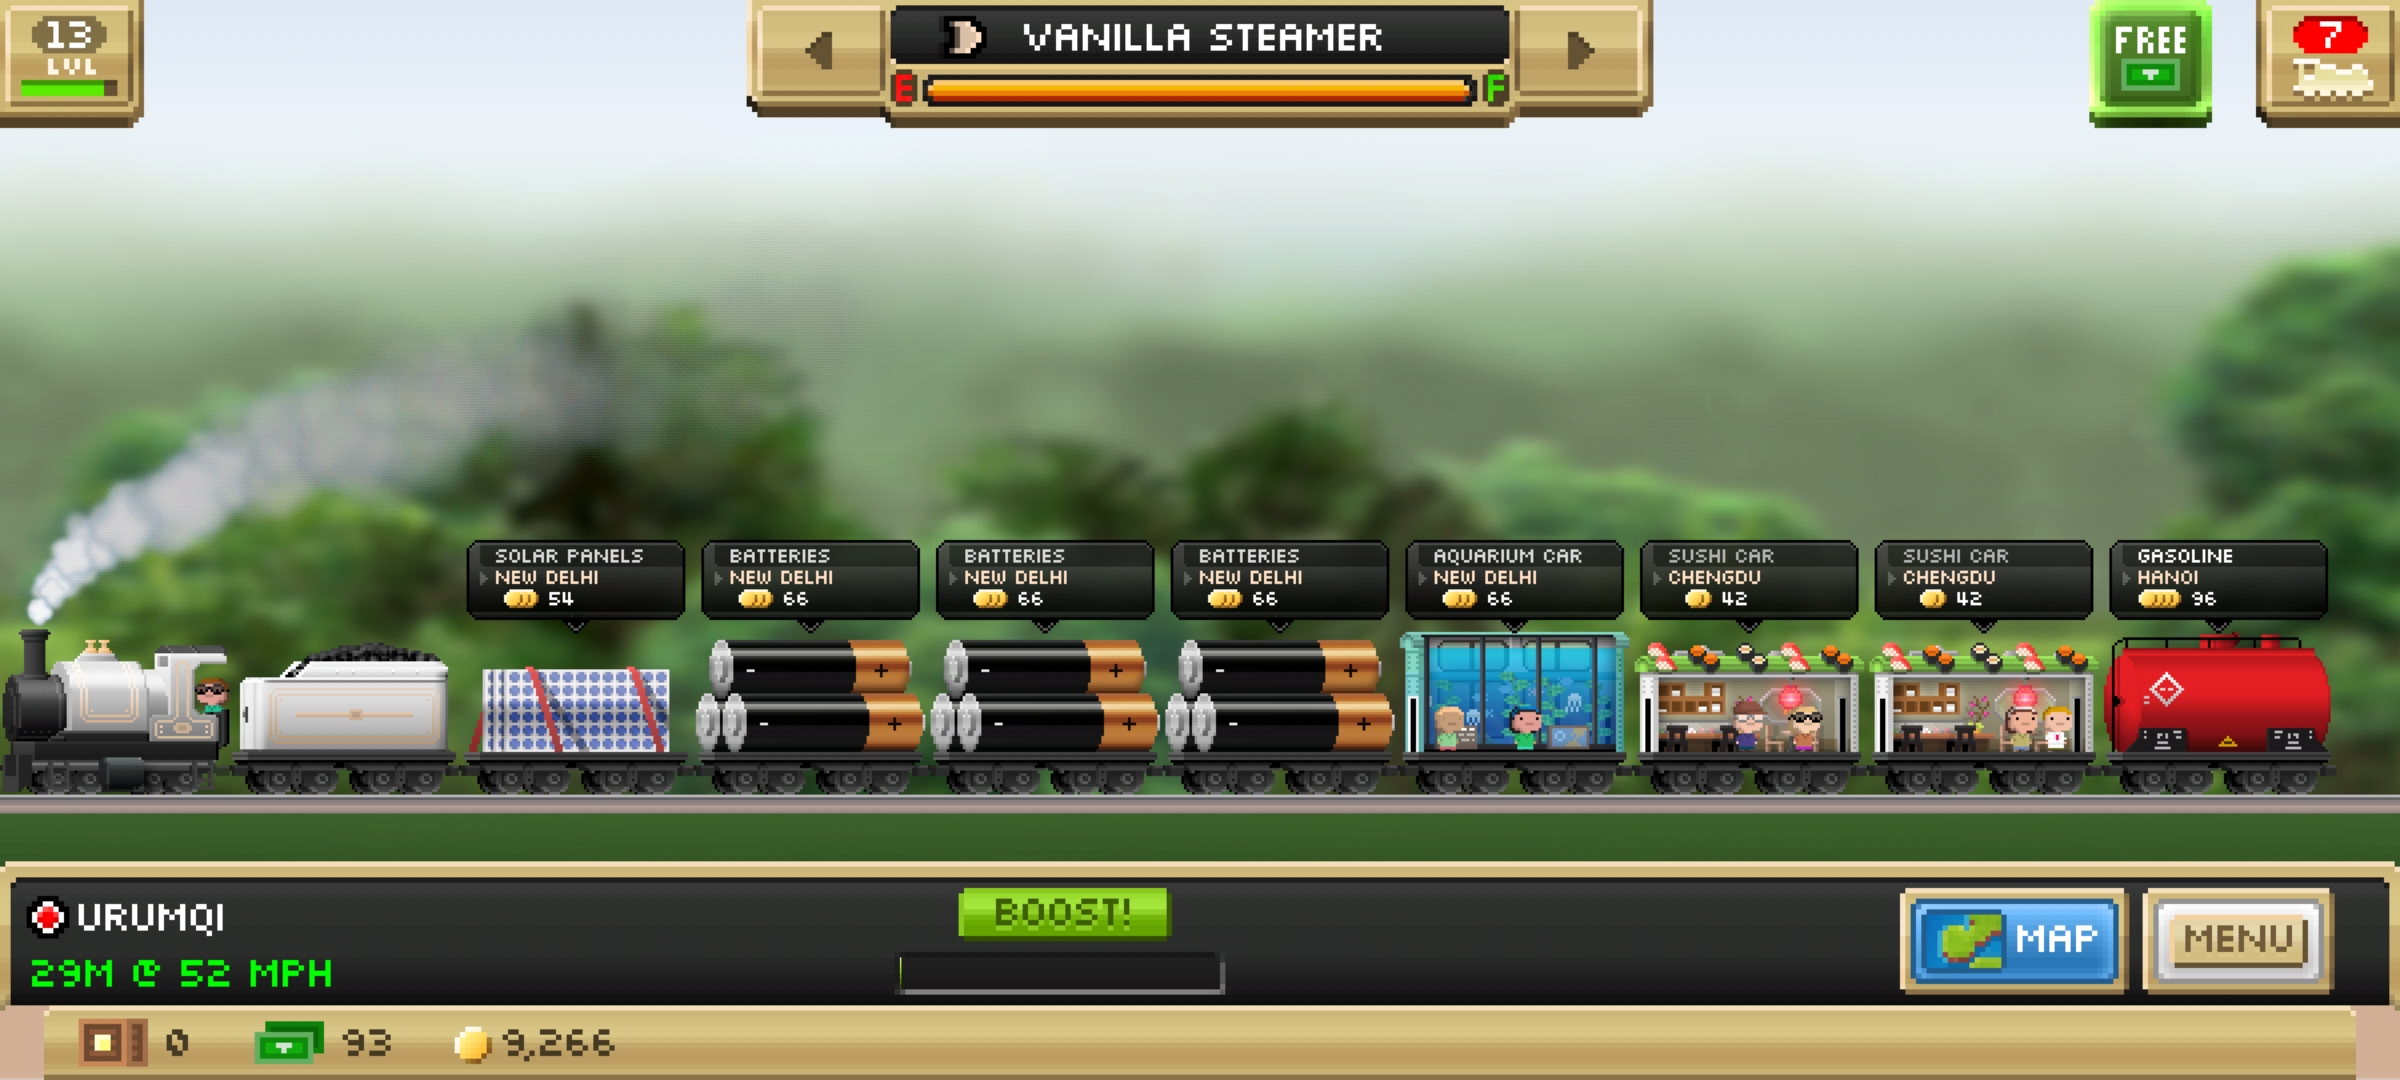 13
LVL
VANILLA STEAMER
E
F
FREE
7
SOLAR PANELS
NEW DELHI
54
BATTERIES
NEW DELHI
66
BATTERIES
NEW DELHI
66
BATTERIES
NEW DELHI
66
AQUARIUM CAR
NEW DELHI
66
SUSHI CAR
CHENGDU
42
SUSHI CAR
CHENGDU
42
GASOLINE
HANOI
96
- +
- +
- +
- +
- +
- +
URUMQI
29M @ 52 MPH
BOOST!
MAP
MENU
0
93
9,266